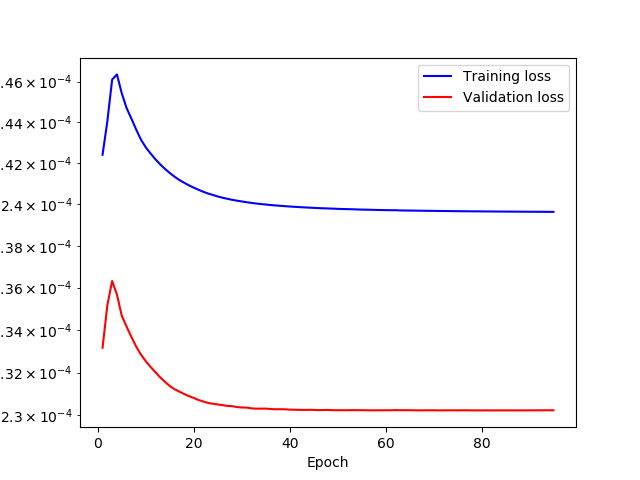 Training loss
Validation loss
.46 × 10⁻⁴
.44 × 10⁻⁴
.42 × 10⁻⁴
2.4 × 10⁻⁴
.38 × 10⁻⁴
.36 × 10⁻⁴
.34 × 10⁻⁴
.32 × 10⁻⁴
2.3 × 10⁻⁴
0 20 40 60 80
Epoch